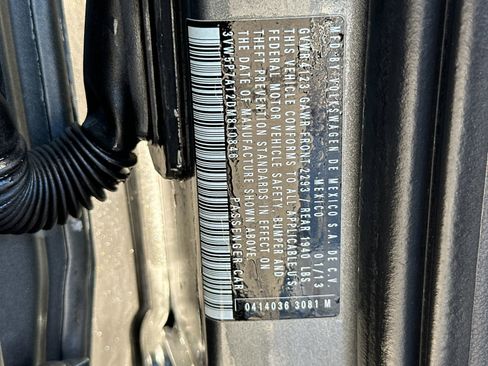 MFD BY VOLKSWAGEN DE MEXICO S.A. DE C.V.
MEXICO 01/13
GVWR 4123 GAWR FRONT 2293 / REAR 1940 LBS.
THIS VEHICLE CONFORMS TO ALL APPLICABLE U.S.
FEDERAL MOTOR VEHICLE SAFETY, BUMPER AND
THEFT PREVENTION STANDARDS IN EFFECT ON
THE DATE OF MANUFACTURE SHOWN ABOVE.
PASSENGER CAR
0414036 3081 M